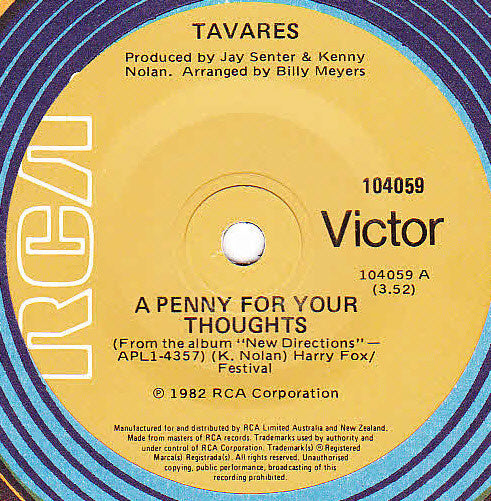 TAVARES
Produced by Jay Senter & Kenny
Nolan. Arranged by Billy Meyers
RCA
104059
Victor
104059 A
(3.52)
A PENNY FOR YOUR
THOUGHTS
(From the album "New Directions"—
APL1-4357) (K. Nolan) Harry Fox/
Festival
℗ 1982 RCA Corporation
Manufactured for and distributed by RCA Limited Australia and New Zealand.
Made from masters of RCA records. Trademarks used by authority and
under control of RCA Corporation. Trademark(s) ® Registered
Marca(s) Registrada(s). All rights reserved. Unauthorised
copying, public performance, broadcasting of this
recording prohibited.